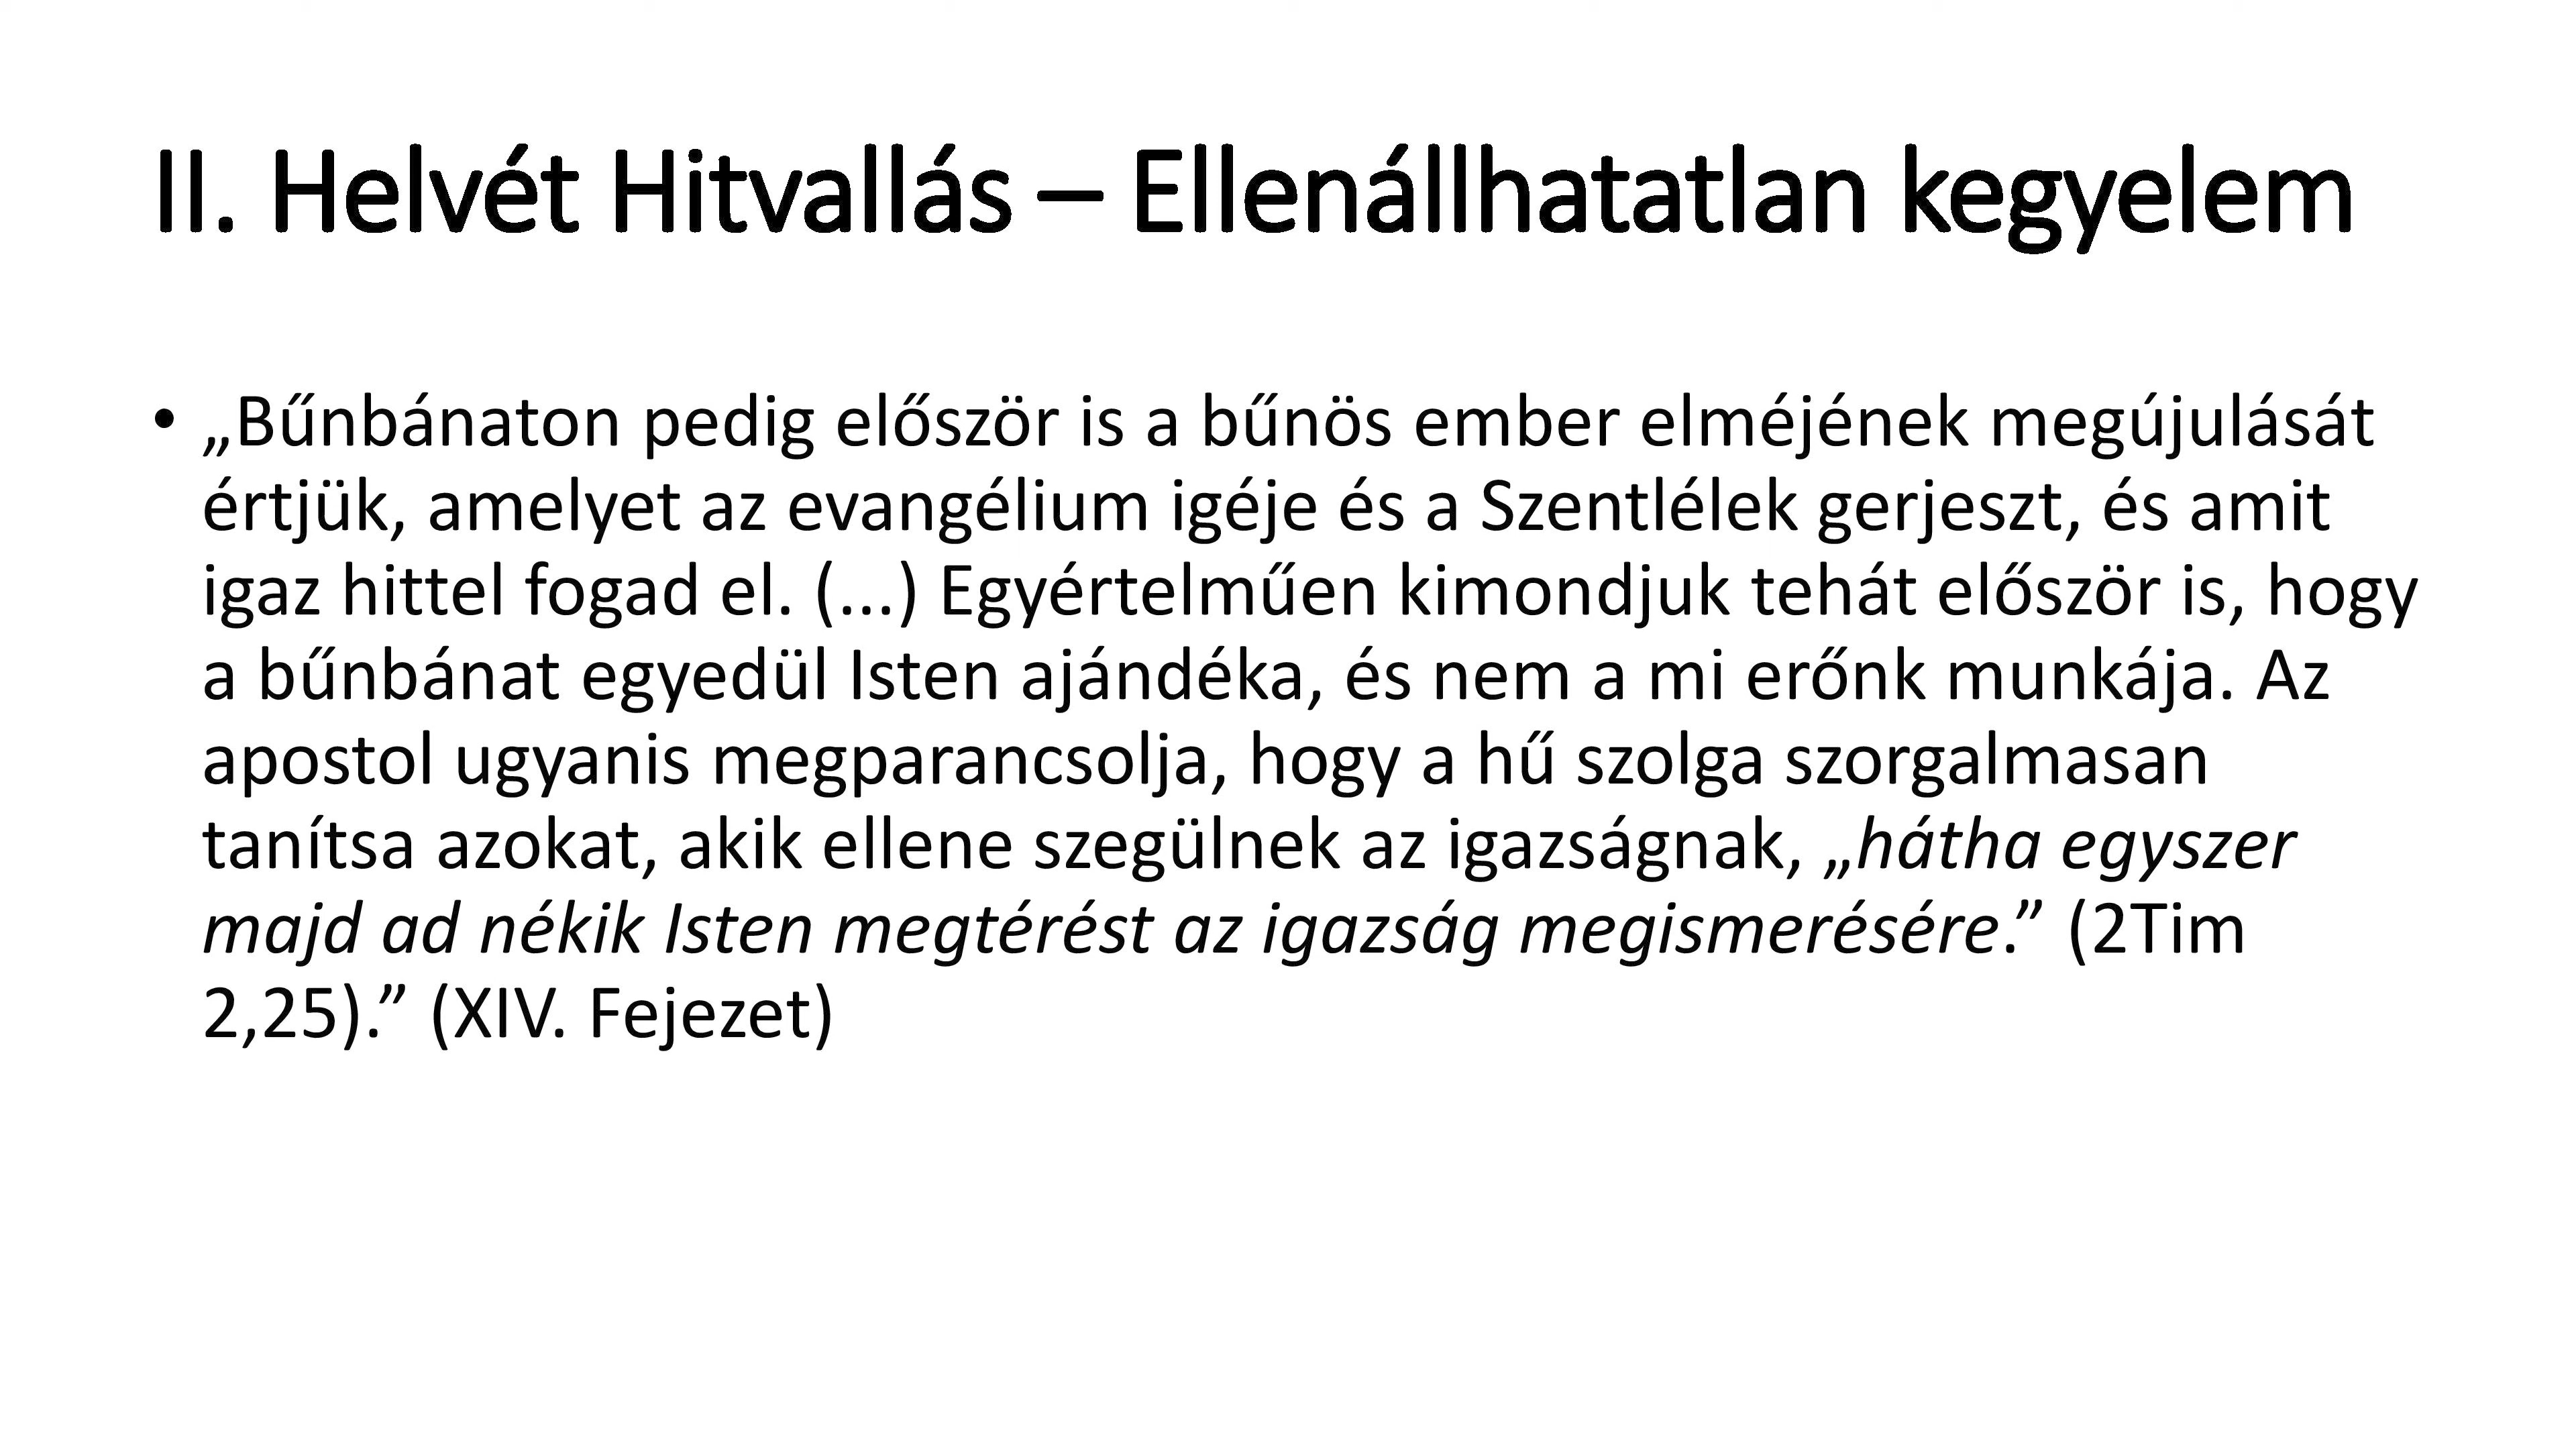 II. Helvét Hitvallás – Ellenállhatatlan kegyelem
• „Bűnbánaton pedig először is a bűnös ember elméjének megújulását
értjük, amelyet az evangélium igéje és a Szentlélek gerjeszt, és amit
igaz hittel fogad el. (...) Egyértelműen kimondjuk tehát először is, hogy
a bűnbánat egyedül Isten ajándéka, és nem a mi erőnk munkája. Az
apostol ugyanis megparancsolja, hogy a hű szolga szorgalmasan
tanítsa azokat, akik ellene szegülnek az igazságnak, „hátha egyszer
majd ad nékik Isten megtérést az igazság megismerésére.” (2Tim
2,25).” (XIV. Fejezet)